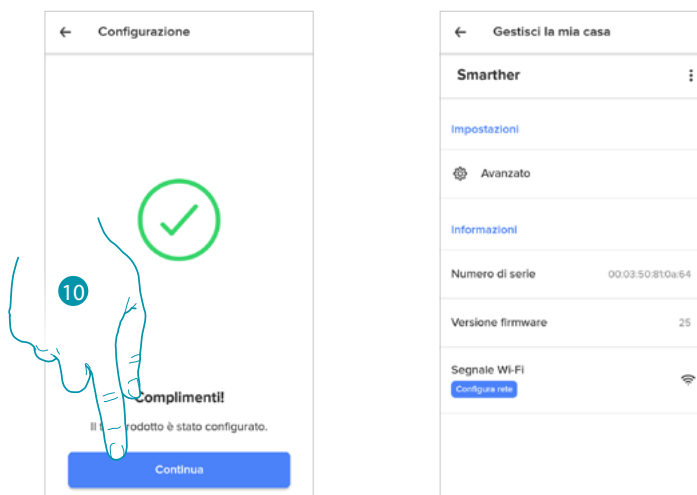 ← Configurazione
10
Complimenti!
Il rodotto è stato configurato.
Continua
← Gestisci la mia casa
Smarther
Impostazioni
Avanzato
Informazioni
Numero di serie 00:03:50:81:0a:64
Versione firmware 25
Segnale Wi-Fi
Configura rete